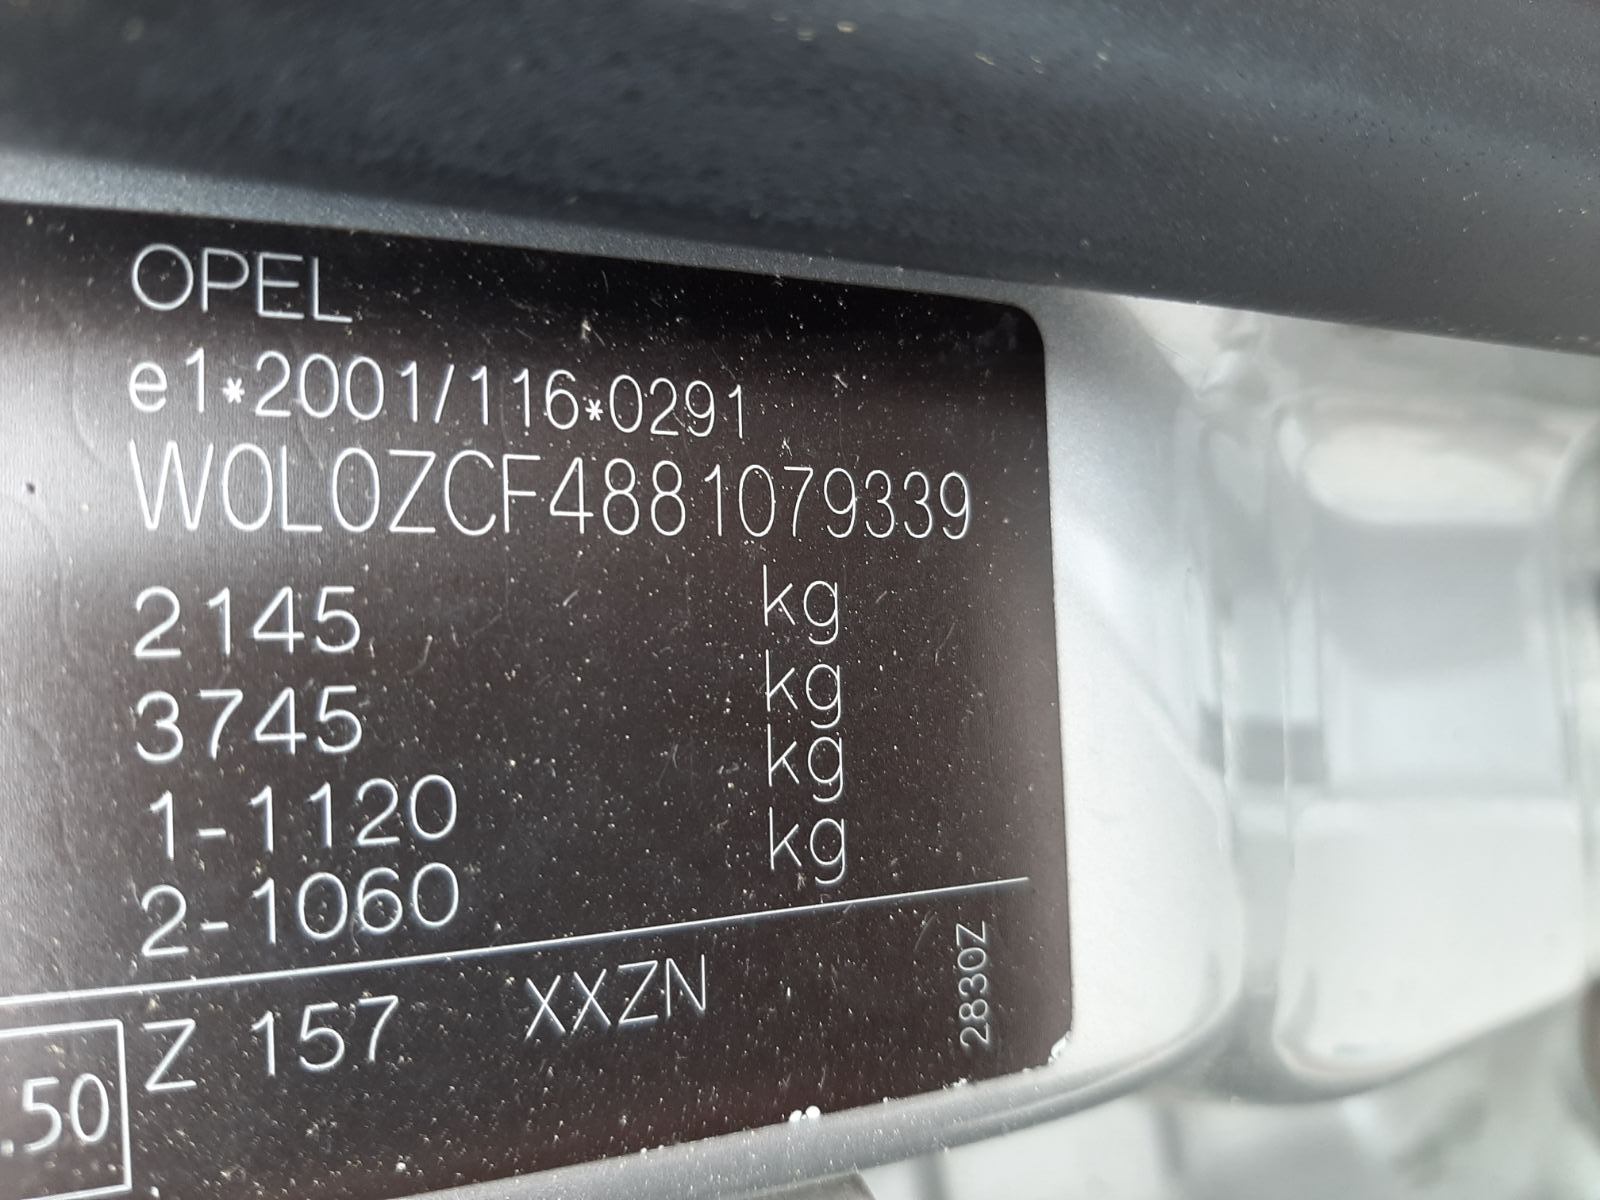 OPEL
e1*2001/116*0291
W0L0ZCF4881079339
2145 kg
3745 kg
1-1120 kg
2-1060 kg
Z 157 XXZN
2830Z
.50